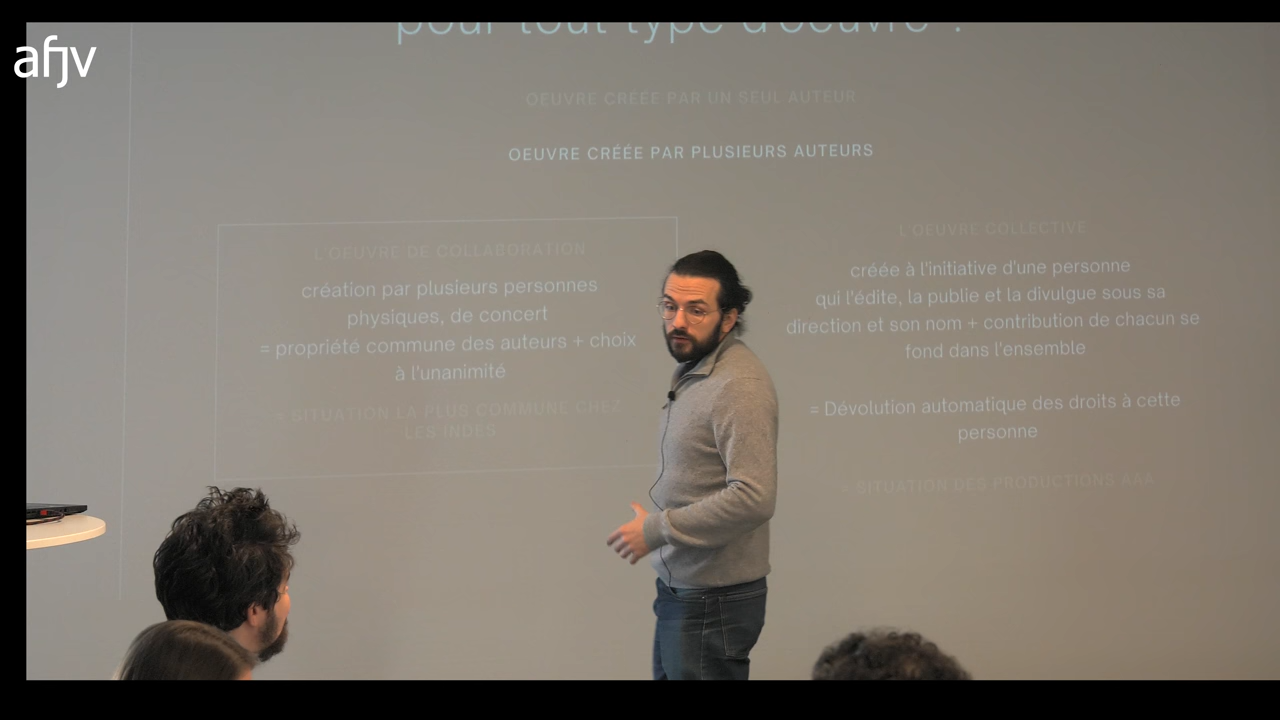 afjv
pour tout type d'oeuvre ?
OEUVRE CRÉÉE PAR UN SEUL AUTEUR
OEUVRE CRÉÉE PAR PLUSIEURS AUTEURS
L'OEUVRE DE COLLABORATION
création par plusieurs personnes
physiques, de concert
= propriété commune des auteurs + choix
à l'unanimité
+ SITUATION LA PLUS COMMUNE CHEZ
LES INDES
L'OEUVRE COLLECTIVE
créée à l'initiative d'une personne
qui l'édite, la publie et la divulgue sous sa
direction et son nom + contribution de chacun se
fond dans l'ensemble
= Dévolution automatique des droits à cette
personne
SITUATION DES PRODUCTIONS AAA